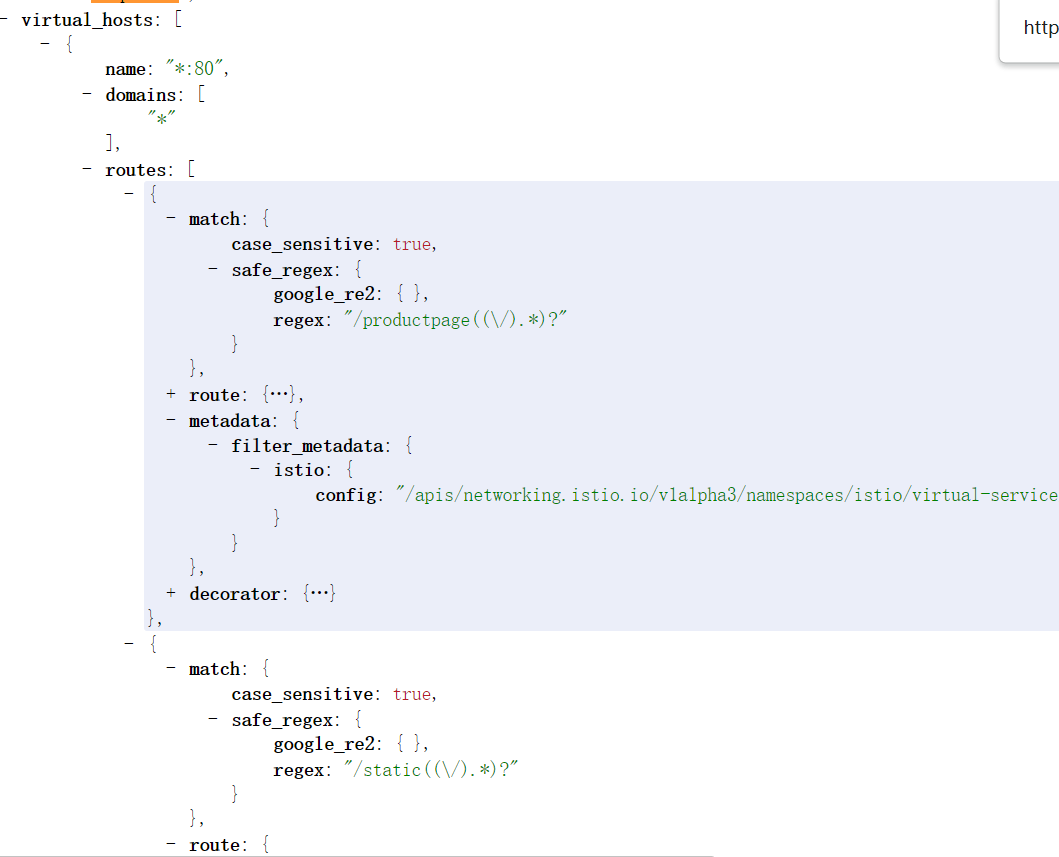 - virtual_hosts: [
- {
name: "*:80",
- domains: [
"*"
],
- routes: [
- {
- match: {
case_sensitive: true,
- safe_regex: {
google_re2: { },
regex: "/productpage((\/).*)?"
}
},
+ route: {…},
- metadata: {
- filter_metadata: {
- istio: {
config: "/apis/networking.istio.io/v1alpha3/namespaces/istio/virtual-service
}
}
},
+ decorator: {…}
},
- {
- match: {
case_sensitive: true,
- safe_regex: {
google_re2: { },
regex: "/static((\/).*)?"
}
},
- route: {
http